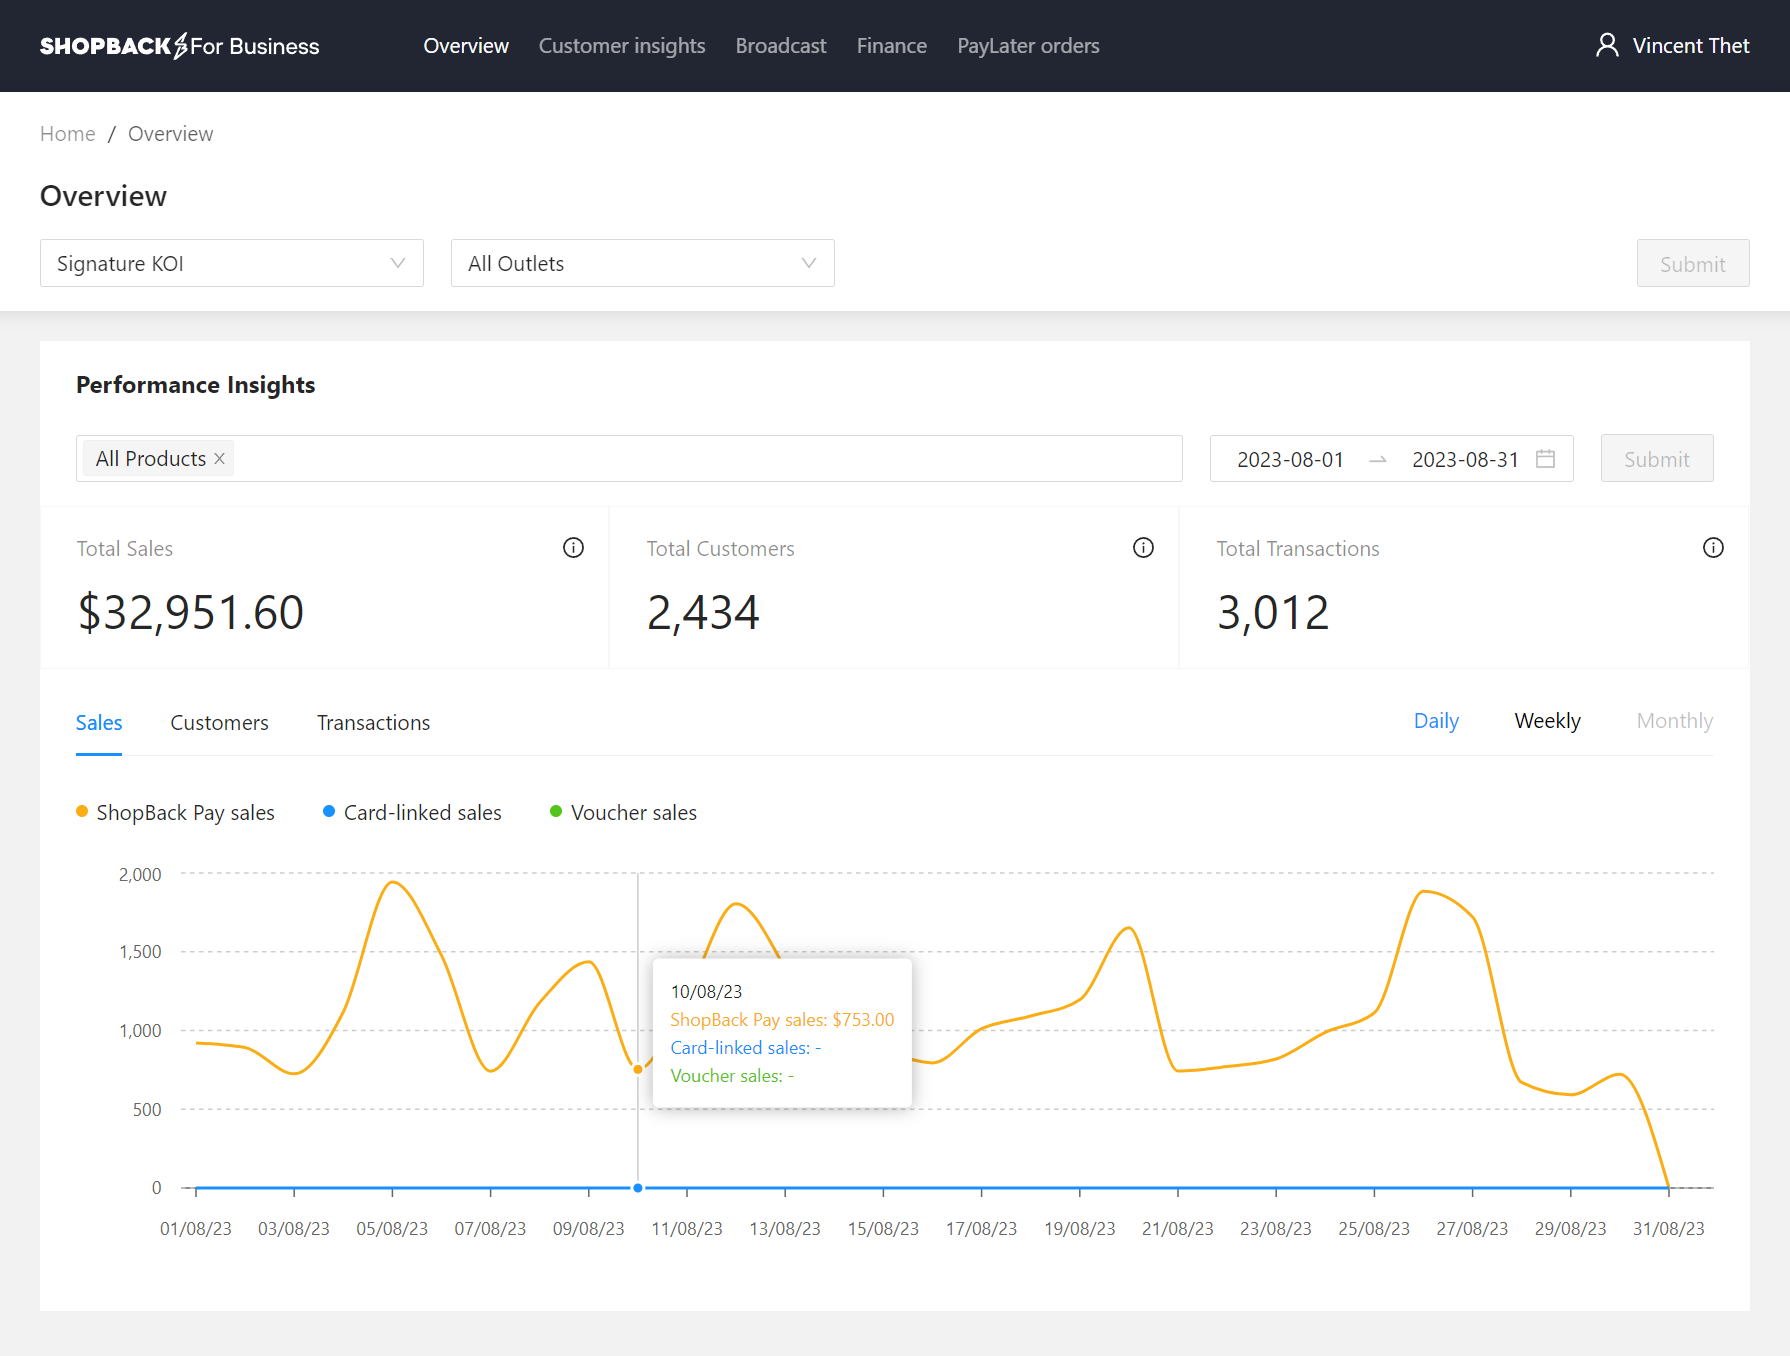 SHOPBACK For Business
Overview Customer insights Broadcast Finance PayLater orders
Vincent Thet
Home / Overview
Overview
Signature KOI
All Outlets
Submit
Performance Insights
All Products
2023-08-01 → 2023-08-31
Submit
Total Sales
$32,951.60
Total Customers
2,434
Total Transactions
3,012
Sales Customers Transactions
Daily Weekly Monthly
ShopBack Pay sales Card-linked sales Voucher sales
2,000
1,500
1,000
500
0
10/08/23
ShopBack Pay sales: $753.00
Card-linked sales: -
Voucher sales: -
01/08/23 03/08/23 05/08/23 07/08/23 09/08/23 11/08/23 13/08/23 15/08/23 17/08/23 19/08/23 21/08/23 23/08/23 25/08/23 27/08/23 29/08/23 31/08/23